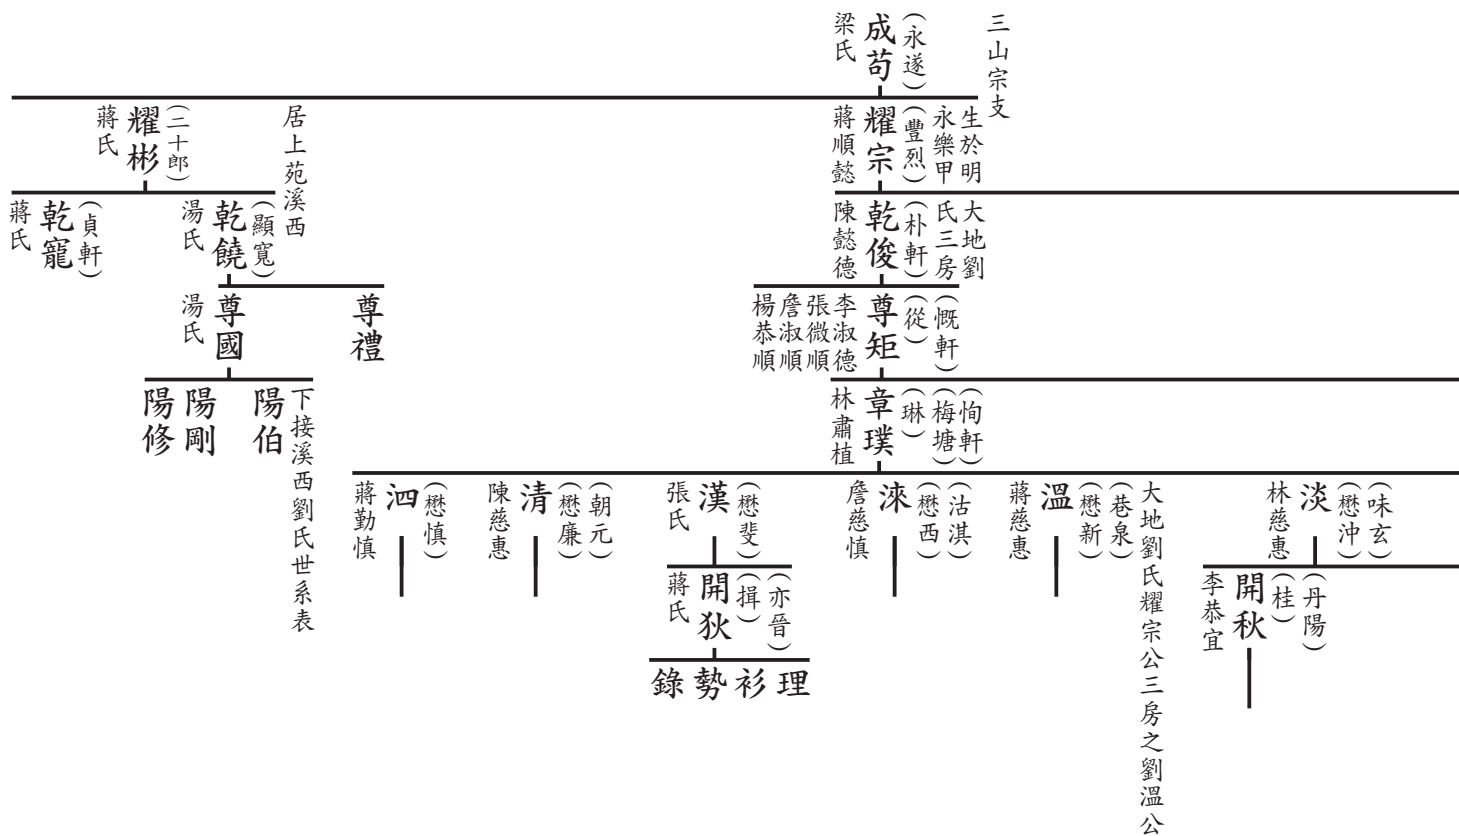 三山宗支
(永遂)
成苟
梁氏
生於明
永樂甲
(豐烈)
耀宗
蔣順懿
(二十郎)
耀彬
蔣氏
大地劉
氏三房
(朴軒)
乾俊
陳懿德
居上苑溪西
(顯寬)
乾饒
湯氏
(貞軒)
乾寵
蔣氏
(慨軒)
(從)
尊矩
李淑德
張微順
詹淑順
楊恭順
尊禮
尊國
湯氏
(恂軒)
(梅塘)
(琳)
章璞
林肅植
下接溪西劉氏世系表
陽伯
陽剛
陽修
(味玄)
(懋沖)
淡
林慈惠
大地劉氏耀宗公三房之劉溫公
(巷泉)
(懋新)
溫
蔣慈惠
(沽淇)
(懋西)
淶
詹慈慎
(懋斐)
漢
張氏
(朝元)
(懋廉)
清
陳慈惠
(懋慎)
泗
蔣勤慎
(丹陽)
(桂)
開秋
李恭宜
(亦晉)
(揖)
開狄
蔣氏
理
衫
勢
錄